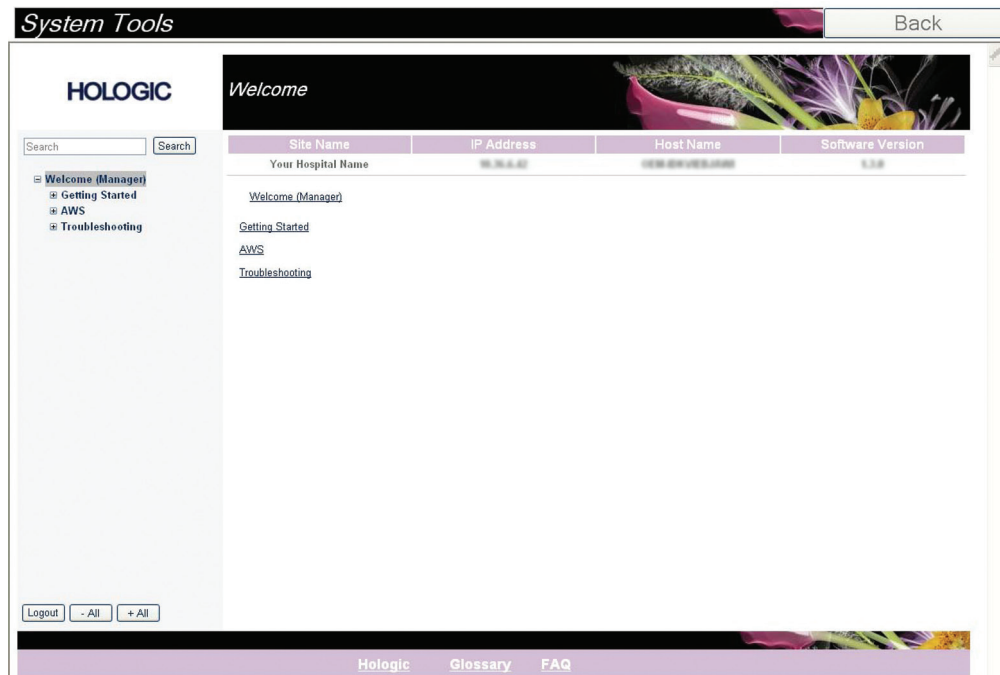 System Tools
Back
HOLOGIC
Welcome
Search
Search
Site Name IP Address Host Name Software Version
Your Hospital Name
Welcome (Manager)
Getting Started
AWS
Troubleshooting
Welcome (Manager)
Getting Started
AWS
Troubleshooting
Logout - All + All
Hologic Glossary FAQ